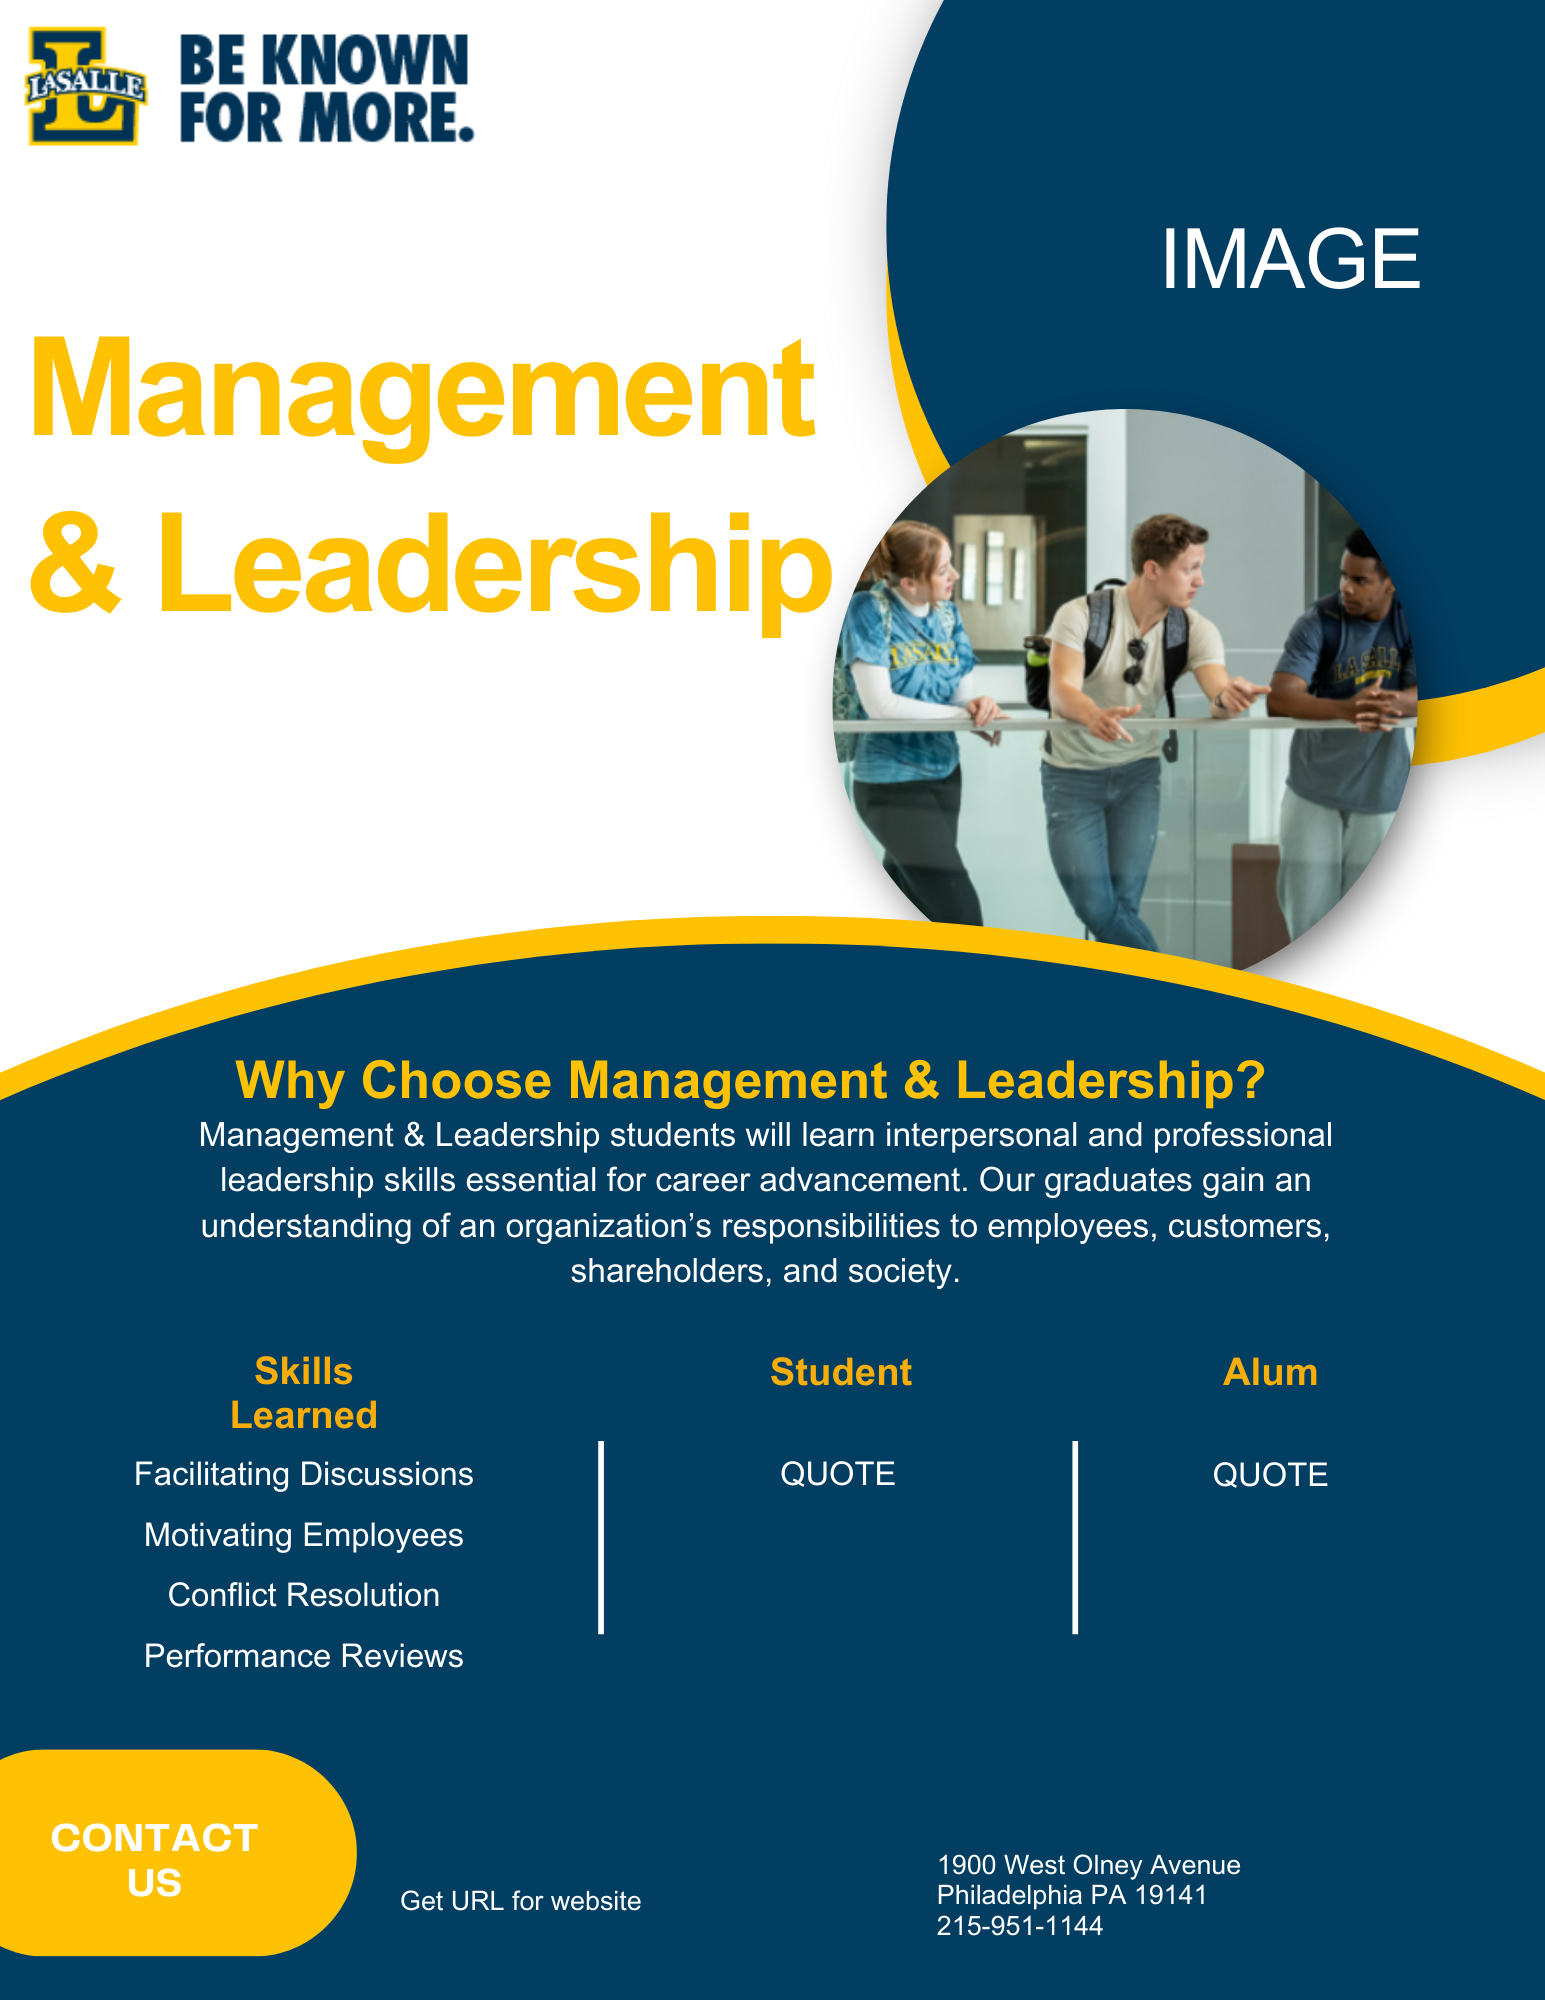 LASALLE
BE KNOWN
FOR MORE.
IMAGE
Management
& Leadership
LASALLE
LA SALLE
Why Choose Management & Leadership?
Management & Leadership students will learn interpersonal and professional
leadership skills essential for career advancement. Our graduates gain an
understanding of an organization’s responsibilities to employees, customers,
shareholders, and society.
Skills
Learned
Facilitating Discussions
Motivating Employees
Conflict Resolution
Performance Reviews
Student
QUOTE
Alum
QUOTE
CONTACT
US
Get URL for website
1900 West Olney Avenue
Philadelphia PA 19141
215-951-1144